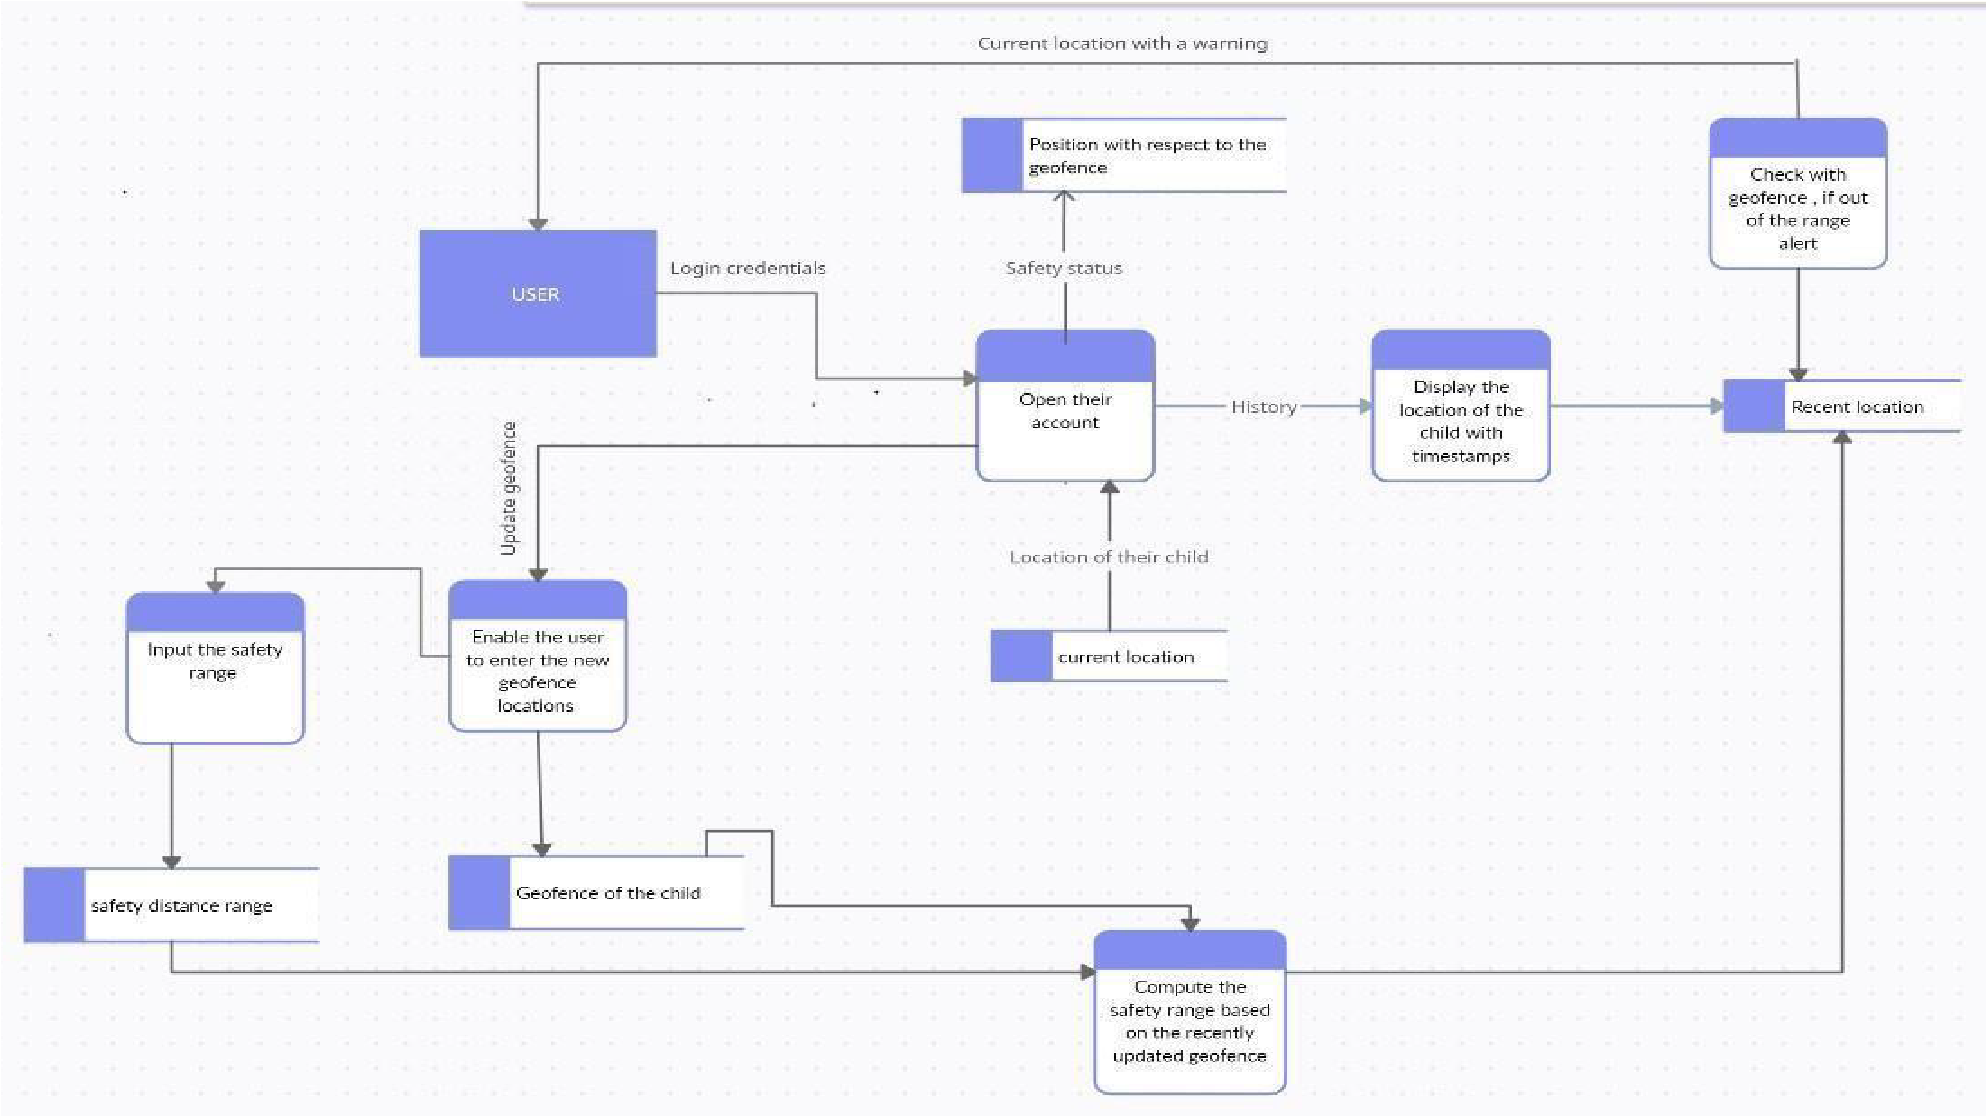 Current location with a warning
Position with respect to the
geofence
Check with
geofence , if out
of the range
alert
USER
Login credentials
Safety status
Open their
account
History
Display the
location of the
child with
timestamps
Recent location
Update geofence
Location of their child
current location
Input the safety
range
Enable the user
to enter the new
geofence
locations
safety distance range
Geofence of the child
Compute the
safety range based
on the recently
updated geofence